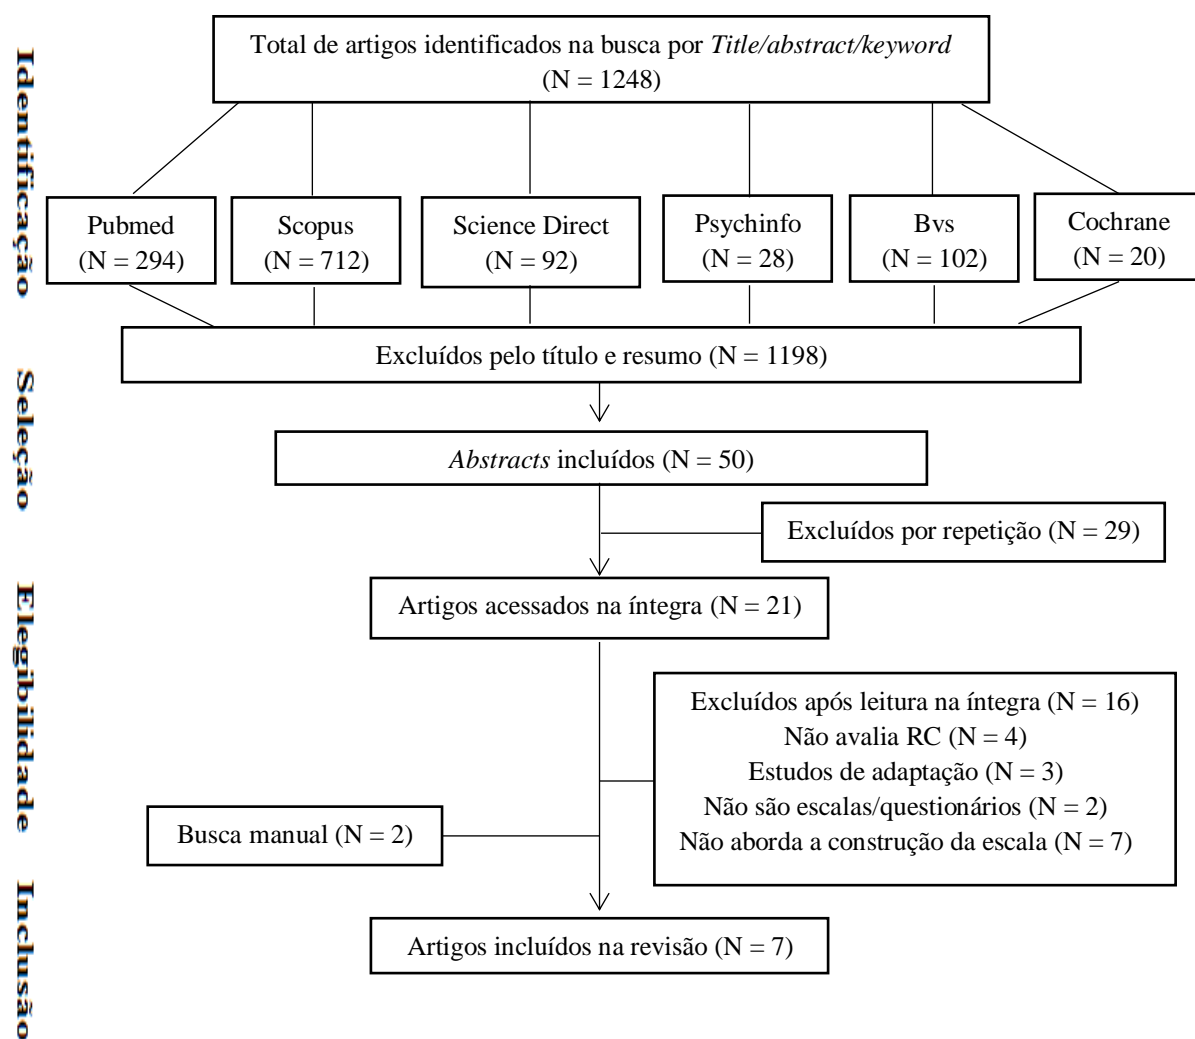 Identificação
Total de artigos identificados na busca por Title/abstract/keyword
(N = 1248)
Pubmed
(N = 294)
Scopus
(N = 712)
Science Direct
(N = 92)
Psychinfo
(N = 28)
Bvs
(N = 102)
Cochrane
(N = 20)
Seleção
Excluídos pelo título e resumo (N = 1198)
Abstracts incluídos (N = 50)
Excluídos por repetição (N = 29)
Elegibilidade
Artigos acessados na íntegra (N = 21)
Excluídos após leitura na íntegra (N = 16)
Não avalia RC (N = 4)
Estudos de adaptação (N = 3)
Não são escalas/questionários (N = 2)
Não aborda a construção da escala (N = 7)
Busca manual (N = 2)
Inclusão
Artigos incluídos na revisão (N = 7)